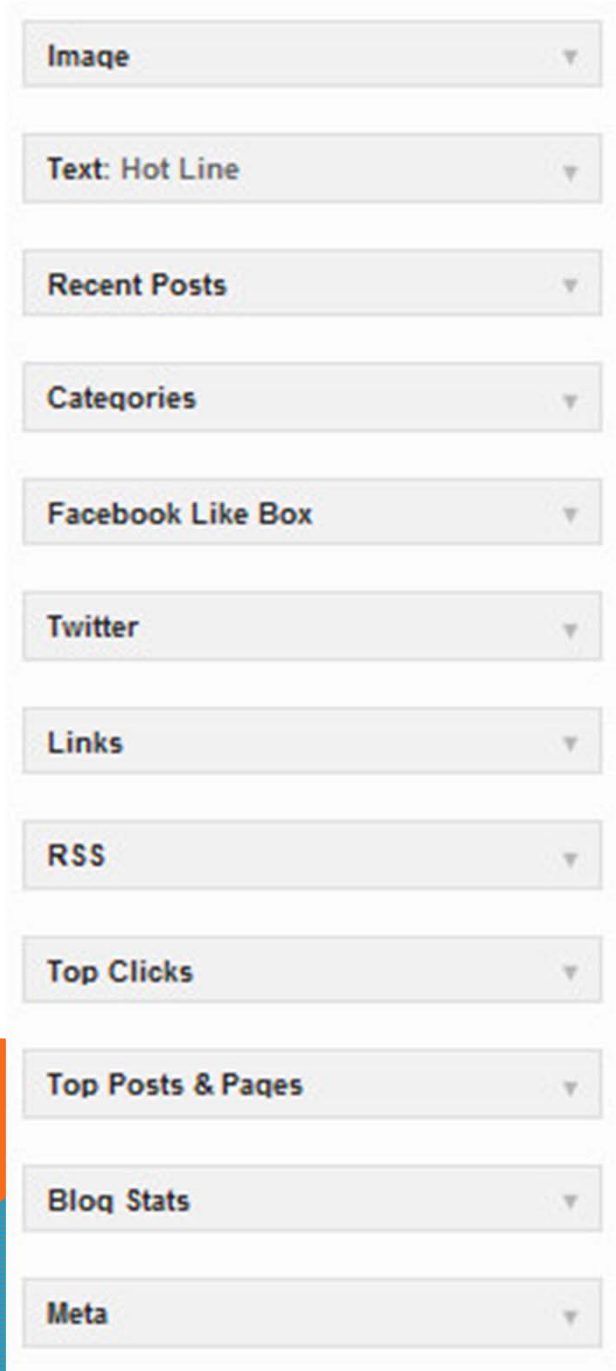 Image
Text: Hot Line
Recent Posts
Categories
Facebook Like Box
Twitter
Links
RSS
Top Clicks
Top Posts & Pages
Blog Stats
Meta